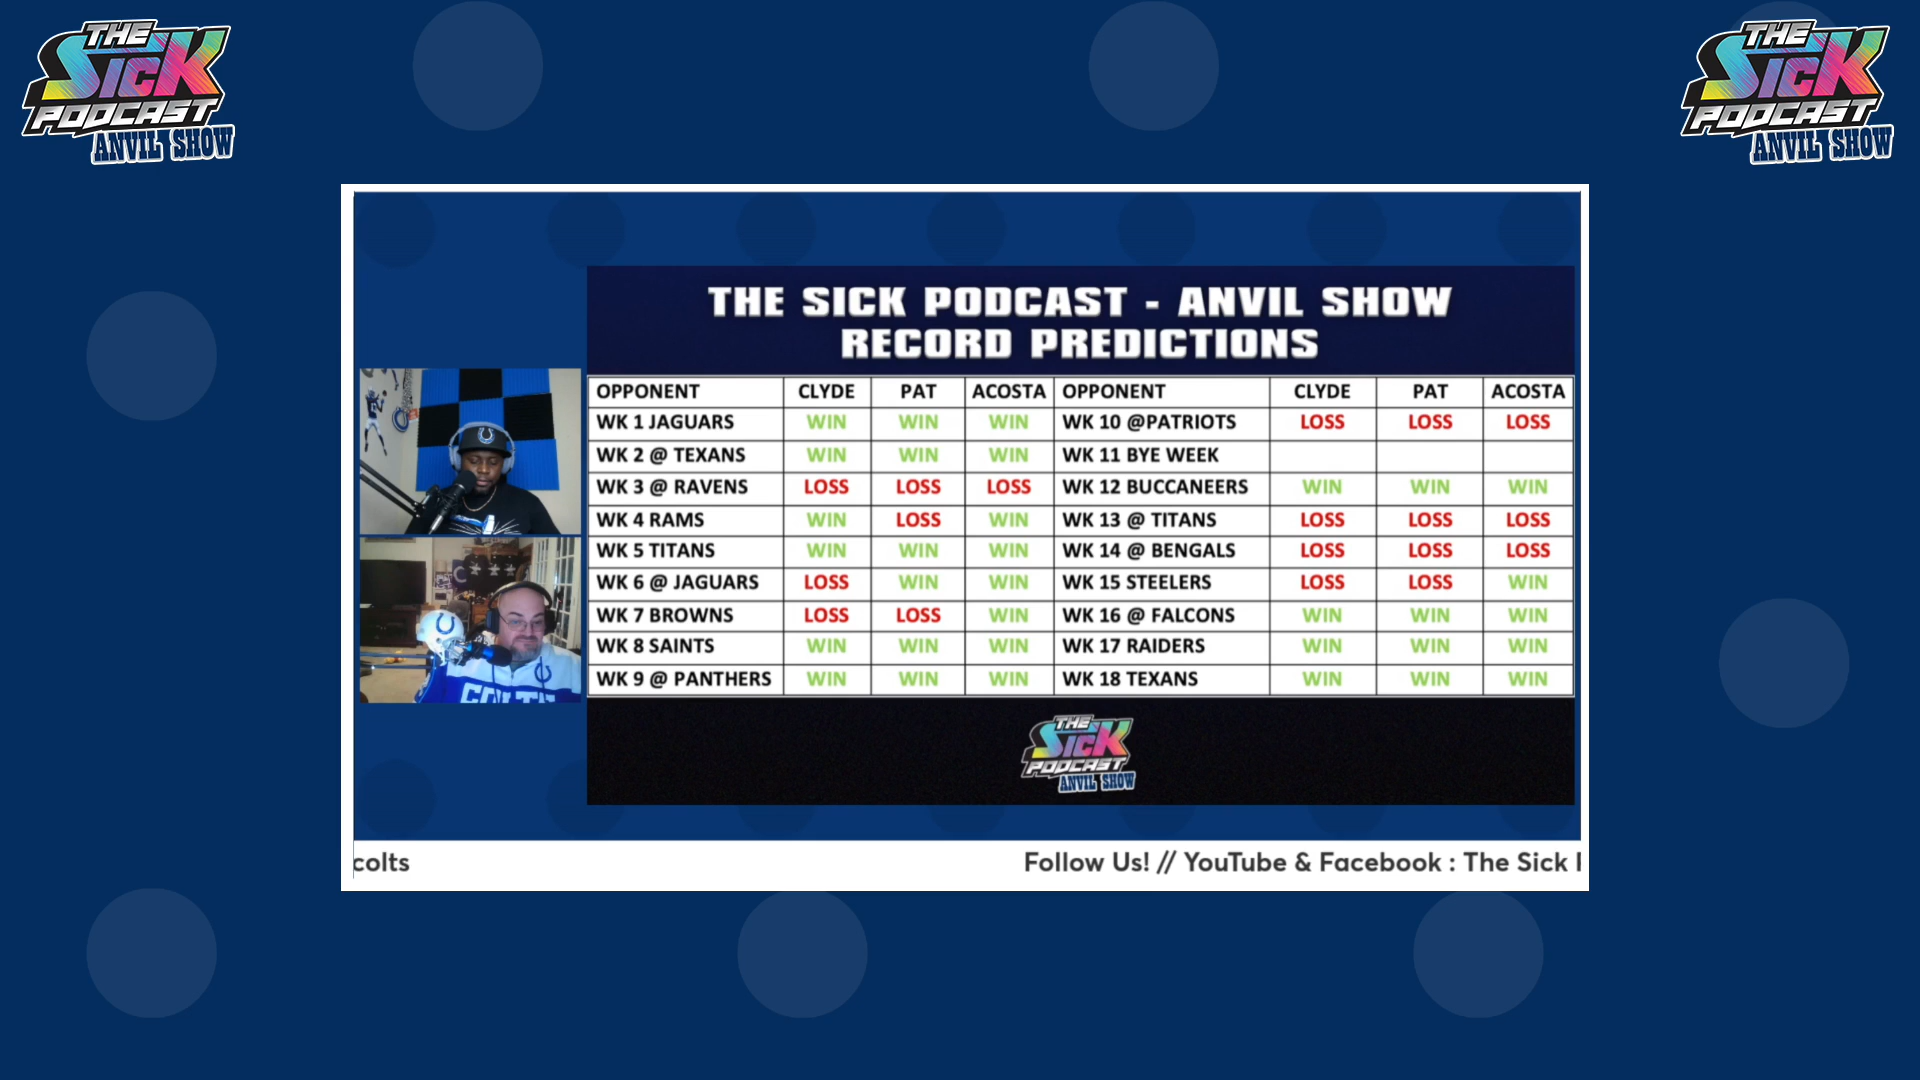 THE
SICK
PODCAST
ANVIL SHOW
THE
SICK
PODCAST
ANVIL SHOW
THE SICK PODCAST - ANVIL SHOW
RECORD PREDICTIONS
OPPONENT CLYDE PAT ACOSTA OPPONENT CLYDE PAT ACOSTA
WK 1 JAGUARS WIN WIN WIN WK 10 @PATRIOTS LOSS LOSS LOSS
WK 2 @ TEXANS WIN WIN WIN WK 11 BYE WEEK
WK 3 @ RAVENS LOSS LOSS LOSS WK 12 BUCCANEERS WIN WIN WIN
WK 4 RAMS WIN LOSS WIN WK 13 @ TITANS LOSS LOSS LOSS
WK 5 TITANS WIN WIN WIN WK 14 @ BENGALS LOSS LOSS LOSS
WK 6 @ JAGUARS LOSS WIN WIN WK 15 STEELERS LOSS LOSS WIN
WK 7 BROWNS LOSS LOSS WIN WK 16 @ FALCONS WIN WIN WIN
WK 8 SAINTS WIN WIN WIN WK 17 RAIDERS WIN WIN WIN
WK 9 @ PANTHERS WIN WIN WIN WK 18 TEXANS WIN WIN WIN
COLTS
THE
SICK
PODCAST
ANVIL SHOW
colts Follow Us! // YouTube & Facebook : The Sick